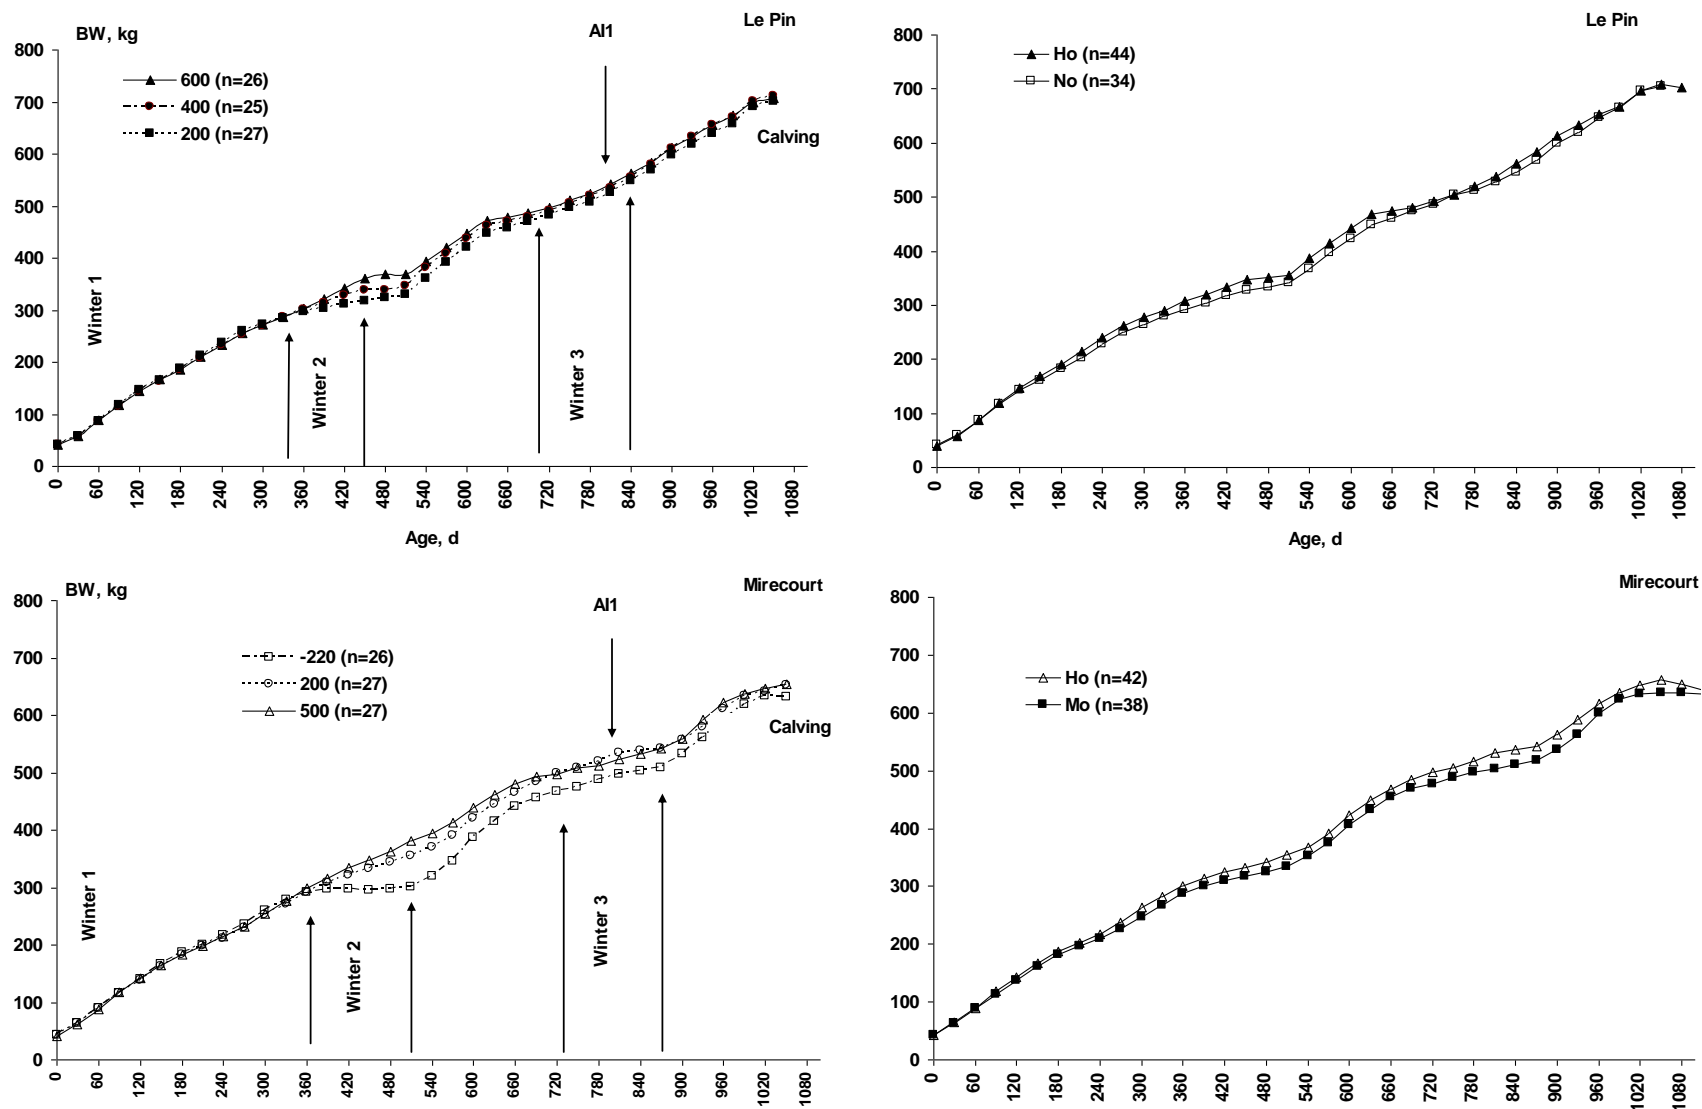 Le Pin
BW, kg
AI1
800
700
600
500
400
300
200
100
0
600 (n=26)
400 (n=25)
200 (n=27)
Calving
Winter 1
Winter 2
Winter 3
0 60 120 180 240 300 360 420 480 540 600 660 720 780 840 900 960 1020 1080
Age, d
Le Pin
800
700
600
500
400
300
200
100
0
Ho (n=44)
No (n=34)
0 60 120 180 240 300 360 420 480 540 600 660 720 780 840 900 960 1020 1080
Age, d
Mirecourt
BW, kg
AI1
800
700
600
500
400
300
200
100
0
-220 (n=26)
200 (n=27)
500 (n=27)
Calving
Winter 1
Winter 2
Winter 3
0 60 120 180 240 300 360 420 480 540 600 660 720 780 840 900 960 1020 1080
Mirecourt
800
700
600
500
400
300
200
100
0
Ho (n=42)
Mo (n=38)
0 60 120 180 240 300 360 420 480 540 600 660 720 780 840 900 960 1020 1080